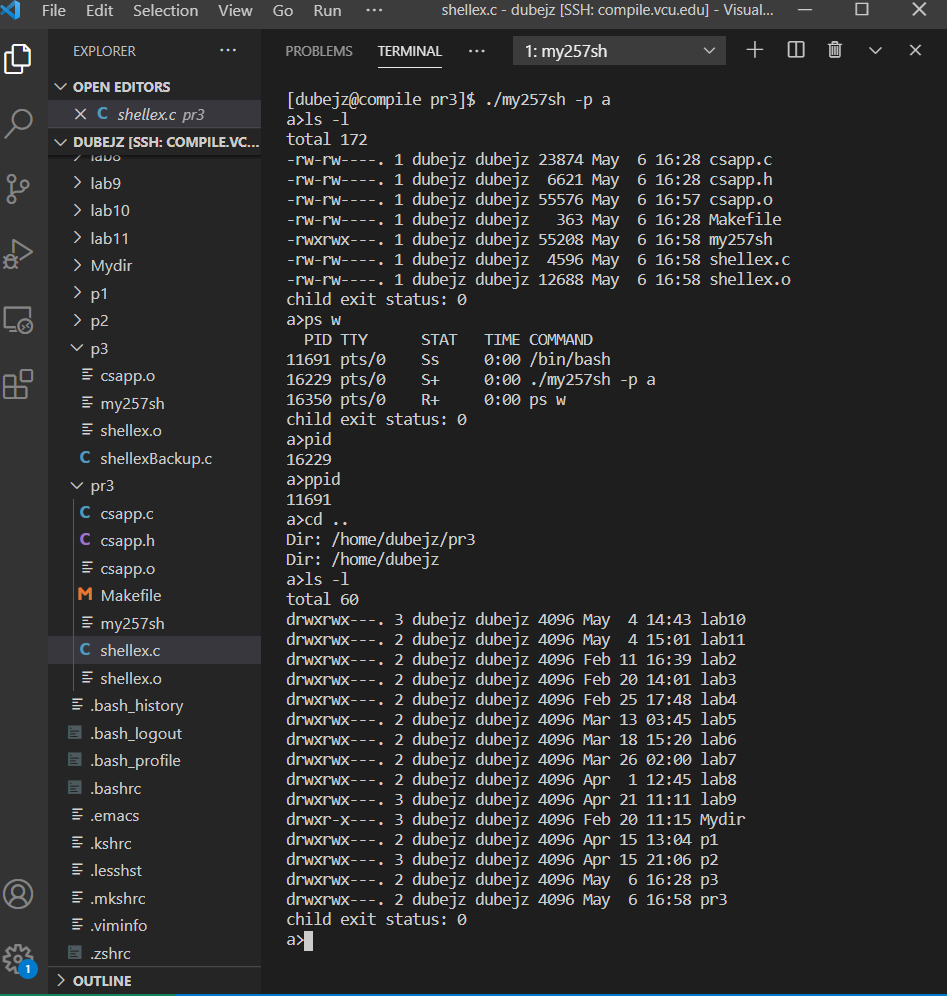 File Edit Selection View Go Run ··· shellex.c - dubejz [SSH: compile.vcu.edu] - Visual...
EXPLORER ···
OPEN EDITORS
shellex.c pr3
DUBEJZ [SSH: COMPILE.VC...
lab8
lab9
lab10
lab11
Mydir
p1
p2
p3
csapp.o
my257sh
shellex.o
C shellexBackup.c
pr3
C csapp.c
C csapp.h
csapp.o
M Makefile
my257sh
C shellex.c
shellex.o
.bash_history
.bash_logout
.bash_profile
.bashrc
.emacs
.kshrc
.lesshst
.mkshrc
.viminfo
.zshrc
OUTLINE
1
PROBLEMS TERMINAL ··· 1: my257sh
[dubejz@compile pr3]$ ./my257sh -p a
a>ls -l
total 172
-rw-rw----. 1 dubejz dubejz 23874 May  6 16:28 csapp.c
-rw-rw----. 1 dubejz dubejz  6621 May  6 16:28 csapp.h
-rw-rw----. 1 dubejz dubejz 55576 May  6 16:57 csapp.o
-rw-rw----. 1 dubejz dubejz   363 May  6 16:28 Makefile
-rwxrwx---. 1 dubejz dubejz 55208 May  6 16:58 my257sh
-rw-rw----. 1 dubejz dubejz  4596 May  6 16:58 shellex.c
-rw-rw----. 1 dubejz dubejz 12688 May  6 16:58 shellex.o
child exit status: 0
a>ps w
  PID TTY      STAT   TIME COMMAND
11691 pts/0    Ss     0:00 /bin/bash
16229 pts/0    S+     0:00 ./my257sh -p a
16350 pts/0    R+     0:00 ps w
child exit status: 0
a>pid
16229
a>ppid
11691
a>cd ..
Dir: /home/dubejz/pr3
Dir: /home/dubejz
a>ls -l
total 60
drwxrwx---. 3 dubejz dubejz 4096 May  4 14:43 lab10
drwxrwx---. 2 dubejz dubejz 4096 May  4 15:01 lab11
drwxrwx---. 2 dubejz dubejz 4096 Feb 11 16:39 lab2
drwxrwx---. 2 dubejz dubejz 4096 Feb 20 14:01 lab3
drwxrwx---. 2 dubejz dubejz 4096 Feb 25 17:48 lab4
drwxrwx---. 2 dubejz dubejz 4096 Mar 13 03:45 lab5
drwxrwx---. 2 dubejz dubejz 4096 Mar 18 15:20 lab6
drwxrwx---. 2 dubejz dubejz 4096 Mar 26 02:00 lab7
drwxrwx---. 2 dubejz dubejz 4096 Apr  1 12:45 lab8
drwxrwx---. 3 dubejz dubejz 4096 Apr 21 11:11 lab9
drwxr-x---. 3 dubejz dubejz 4096 Feb 20 11:15 Mydir
drwxrwx---. 2 dubejz dubejz 4096 Apr 15 13:04 p1
drwxrwx---. 3 dubejz dubejz 4096 Apr 15 21:06 p2
drwxrwx---. 2 dubejz dubejz 4096 May  6 16:28 p3
drwxrwx---. 2 dubejz dubejz 4096 May  6 16:58 pr3
child exit status: 0
a>